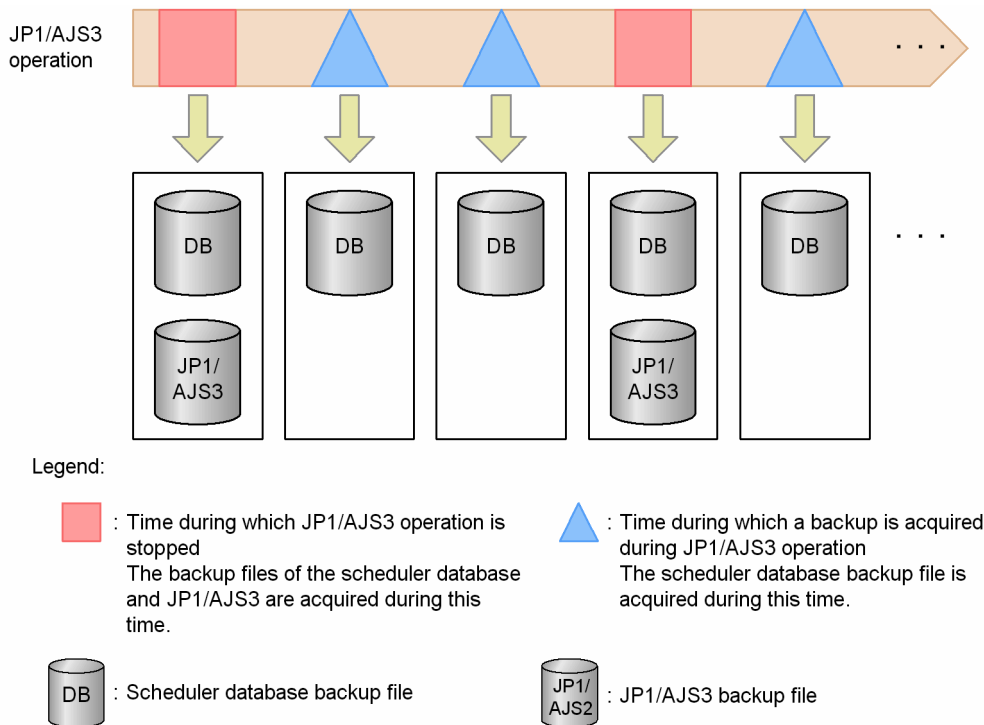 JP1/AJS3
operation
. . .
DB
DB
DB
DB
DB
. . .
JP1/
AJS3
JP1/
AJS3
Legend:
: Time during which JP1/AJS3 operation is
stopped
The backup files of the scheduler database
and JP1/AJS3 are acquired during this
time.
: Time during which a backup is acquired
during JP1/AJS3 operation
The scheduler database backup file is
acquired during this time.
DB
: Scheduler database backup file
JP1/
AJS2
: JP1/AJS3 backup file